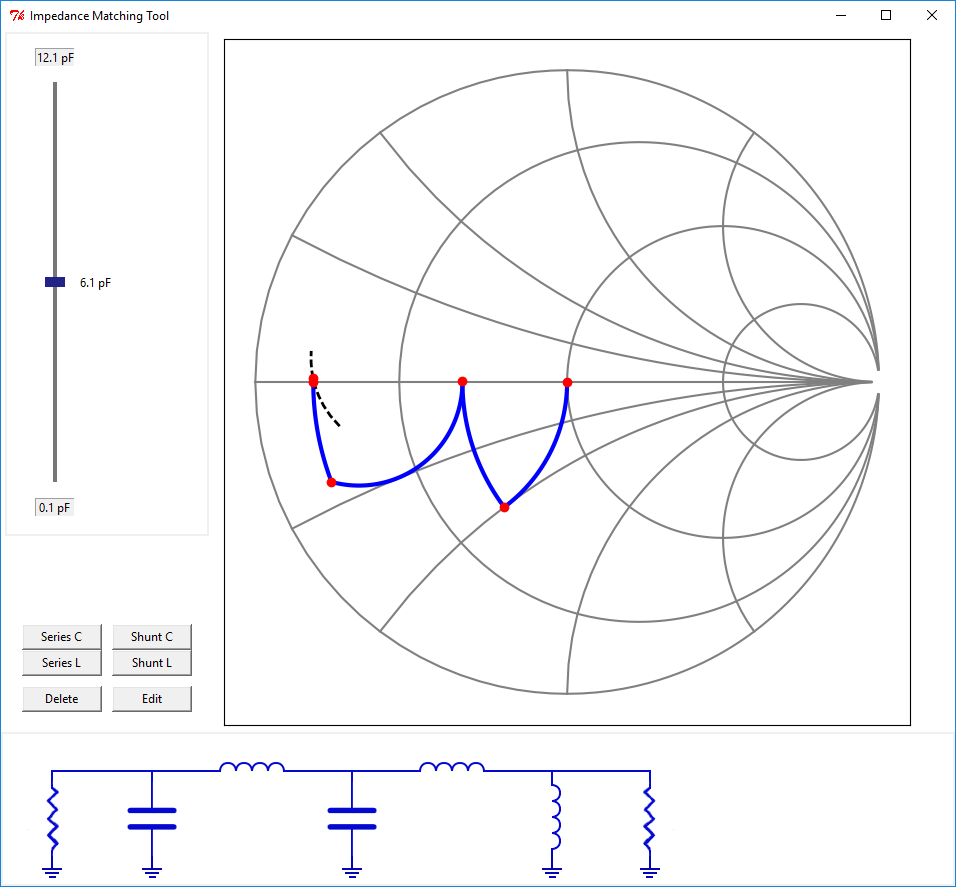 Impedance Matching Tool
12.1 pF
6.1 pF
0.1 pF
Series C
Shunt C
Series L
Shunt L
Delete
Edit